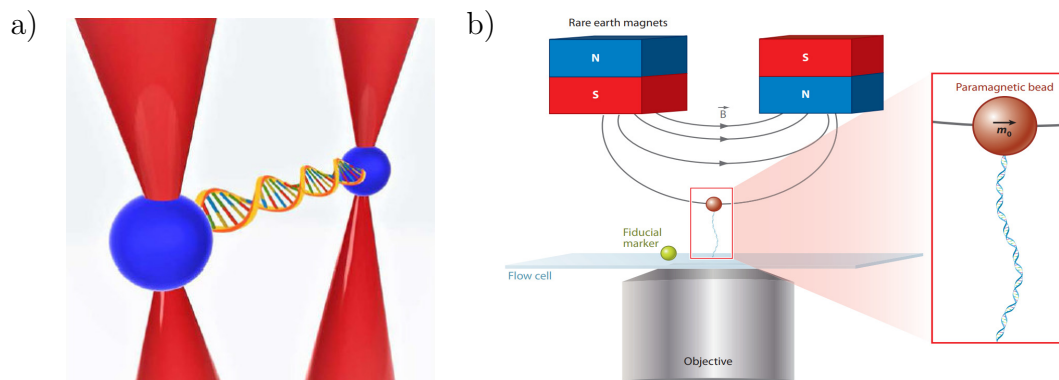 a)
b)
Rare earth magnets
N
S
S
N
B
Paramagnetic bead
m₀
Fiducial
marker
Flow cell
Objective